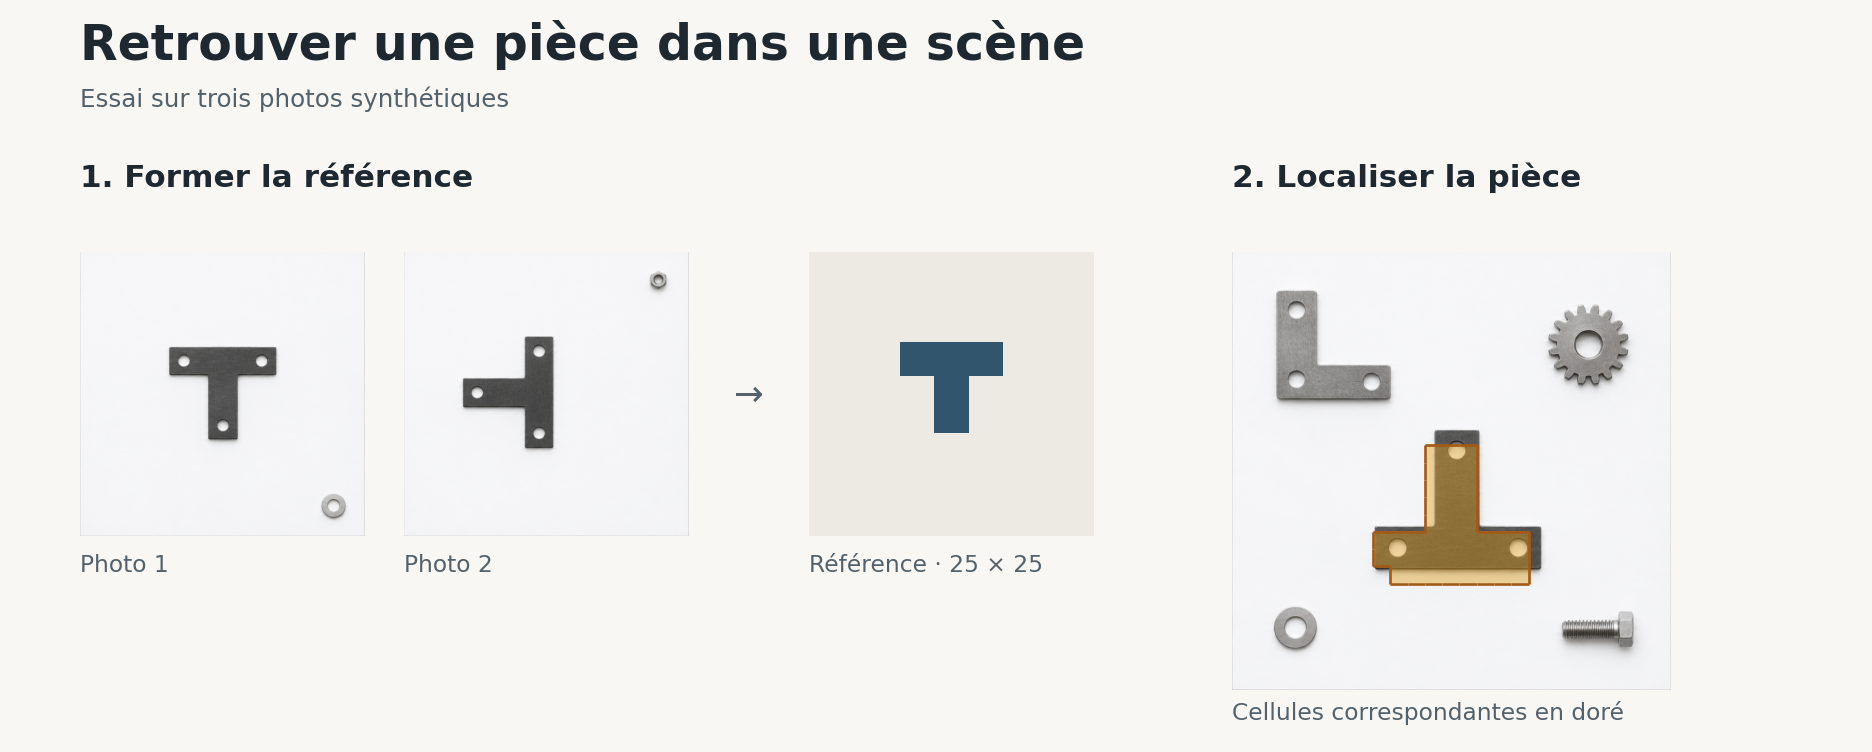 Retrouver une pièce dans une scène
Essai sur trois photos synthétiques
1. Former la référence
2. Localiser la pièce
→
Photo 1
Photo 2
Référence · 25 × 25
Cellules correspondantes en doré